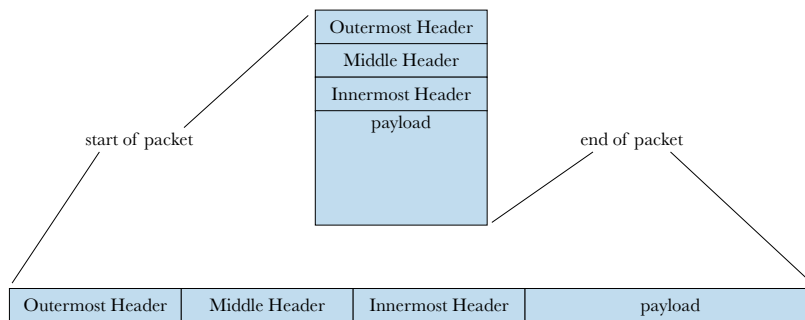 Outermost Header
Middle Header
Innermost Header
payload
start of packet
end of packet
Outermost Header
Middle Header
Innermost Header
payload